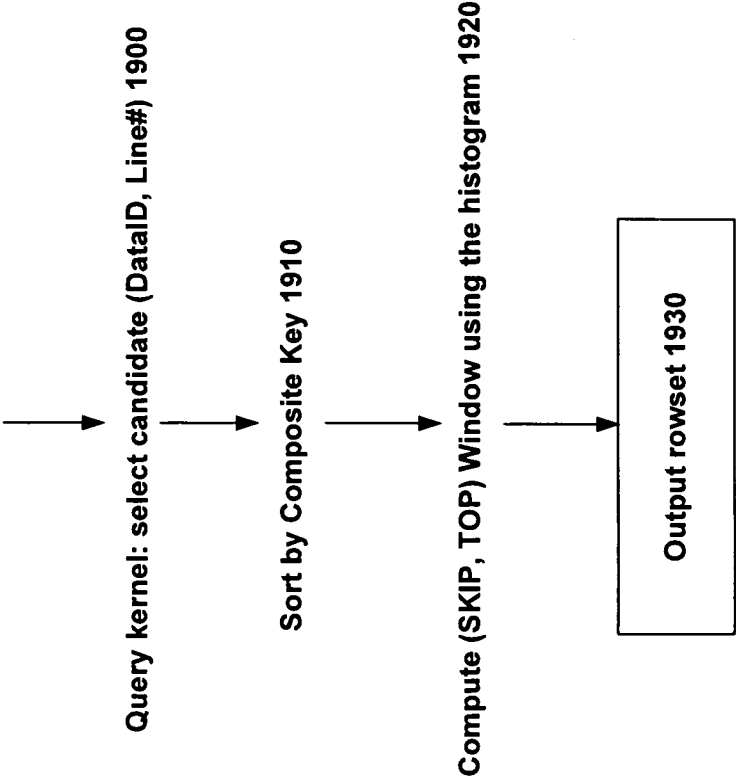 Query kernel: select candidate (DataID, Line#) 1900
Sort by Composite Key 1910
Compute (SKIP, TOP) Window using the histogram 1920
Output rowset 1930